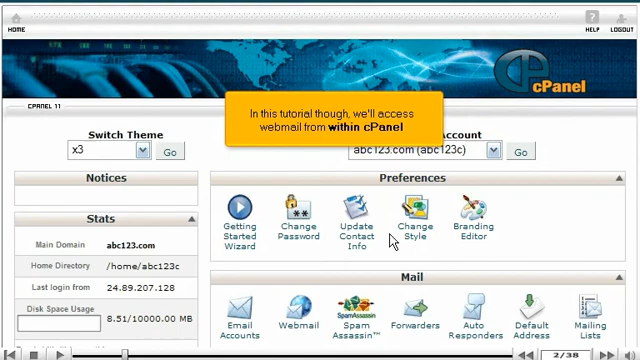 HOME
HELP
LOGOUT
cPanel
CPANEL 11
In this tutorial though, we'll access
webmail from within cPanel
Switch Theme
Account
x3
Go
abc123.com (abc123c)
Go
Notices
Stats
Main Domain
abc123.com
Home Directory
/home/abc123c
Last login from
24.89.207.128
Disk Space Usage
8.51/10000.00 MB
Preferences
Getting
Started
Wizard
Change
Password
Update
Contact
Info
Change
Style
Branding
Editor
Mail
Email
Accounts
Webmail
SpamAssassin
Spam
Assassin™
Forwarders
Auto
Responders
Default
Address
Mailing
Lists
2/38